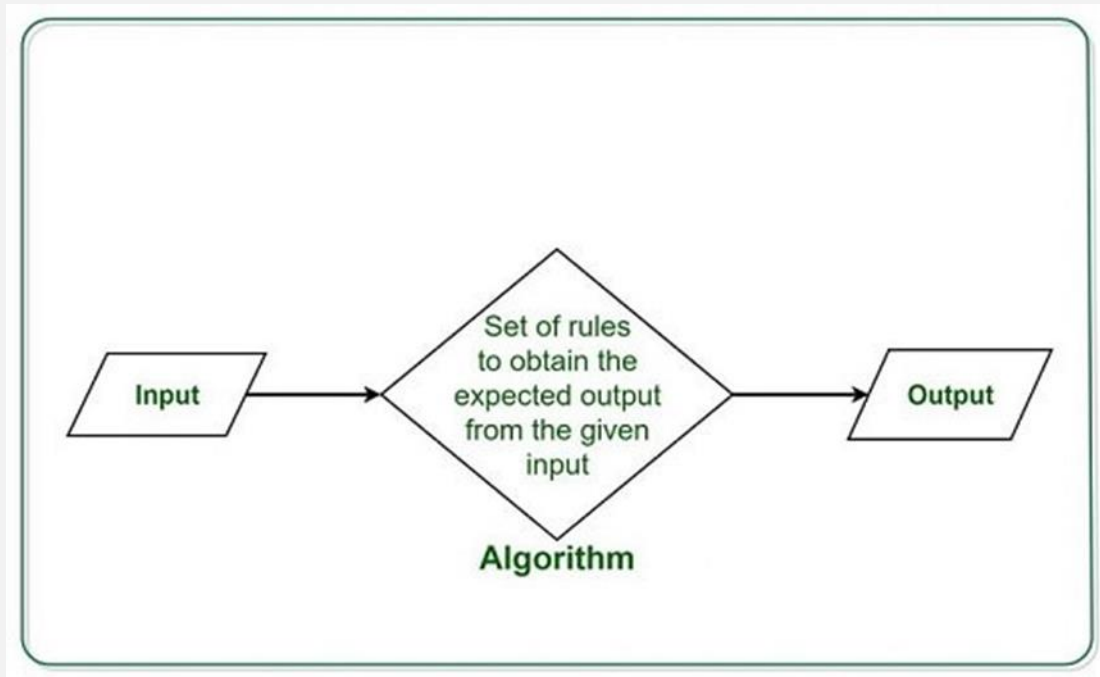 Input
Set of rules
to obtain the
expected output
from the given
input
Output
Algorithm